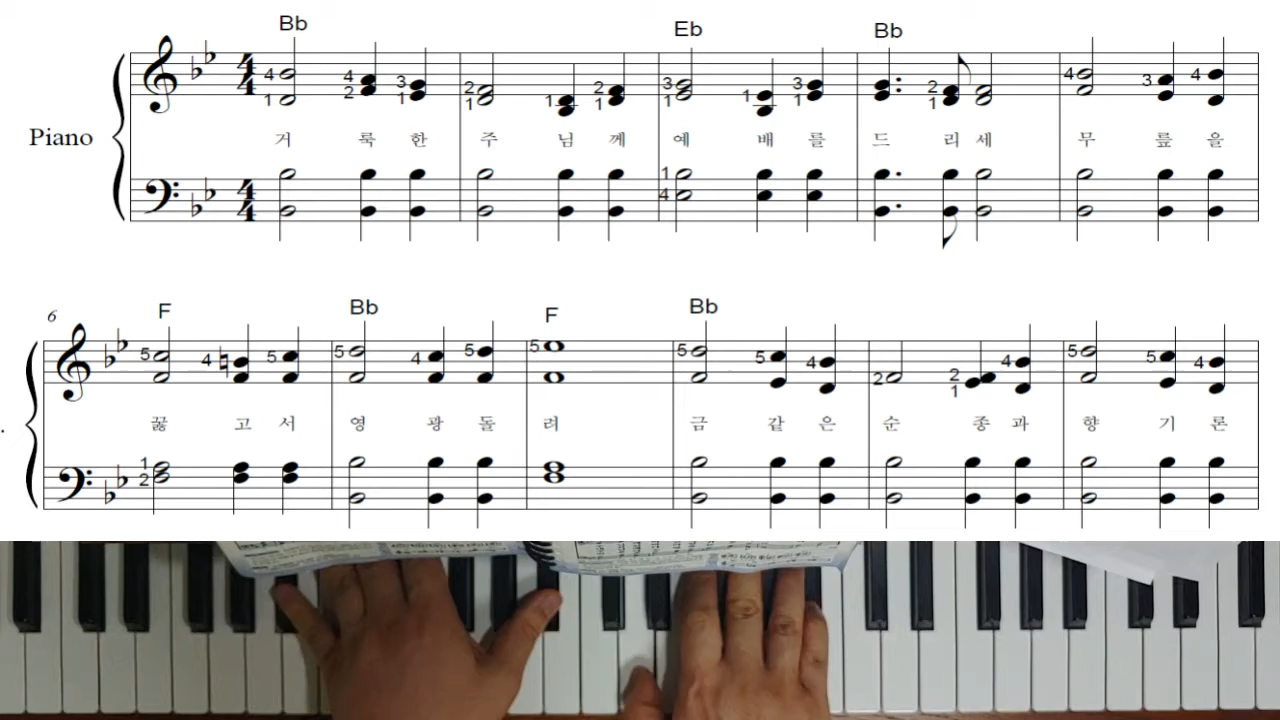 Bb Eb Bb
Piano
거 룩 한 주 님 께 예 배 를 드 리 세 무 릎 을
6 F Bb F Bb
꿇 고 서 영 광 돌 려 금 같 은 순 종 과 향 기 론